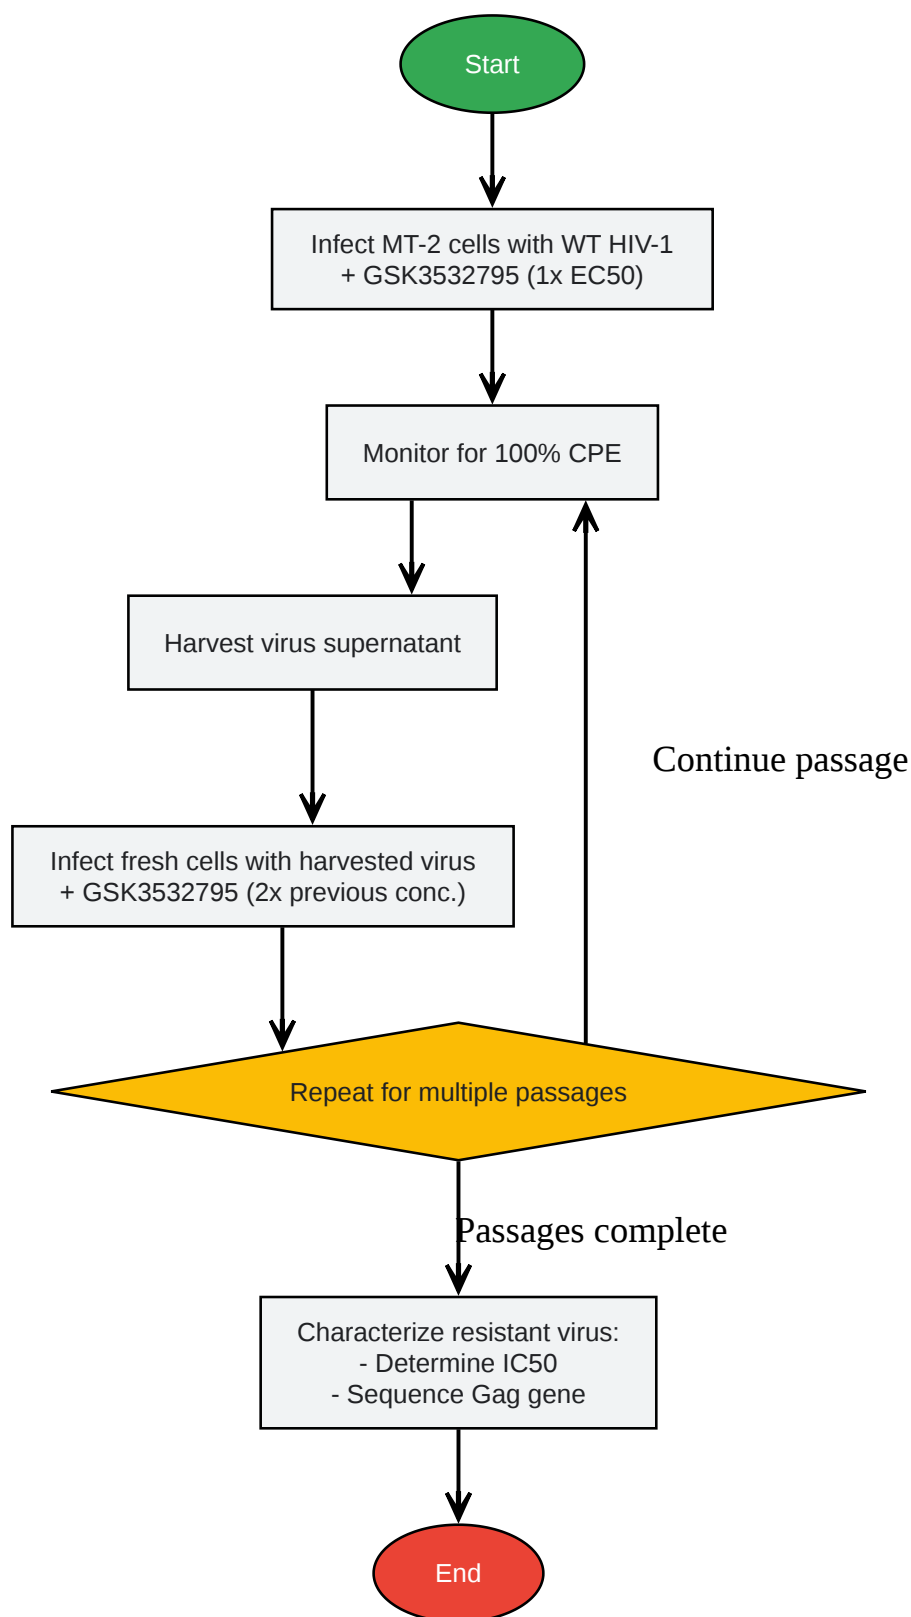 Start
Infect MT-2 cells with WT HIV-1
+ GSK3532795 (1x EC50)
Monitor for 100% CPE
Harvest virus supernatant
Continue passage
Infect fresh cells with harvested virus
+ GSK3532795 (2x previous conc.)
Repeat for multiple passages
Passages complete
Characterize resistant virus:
- Determine IC50
- Sequence Gag gene
End